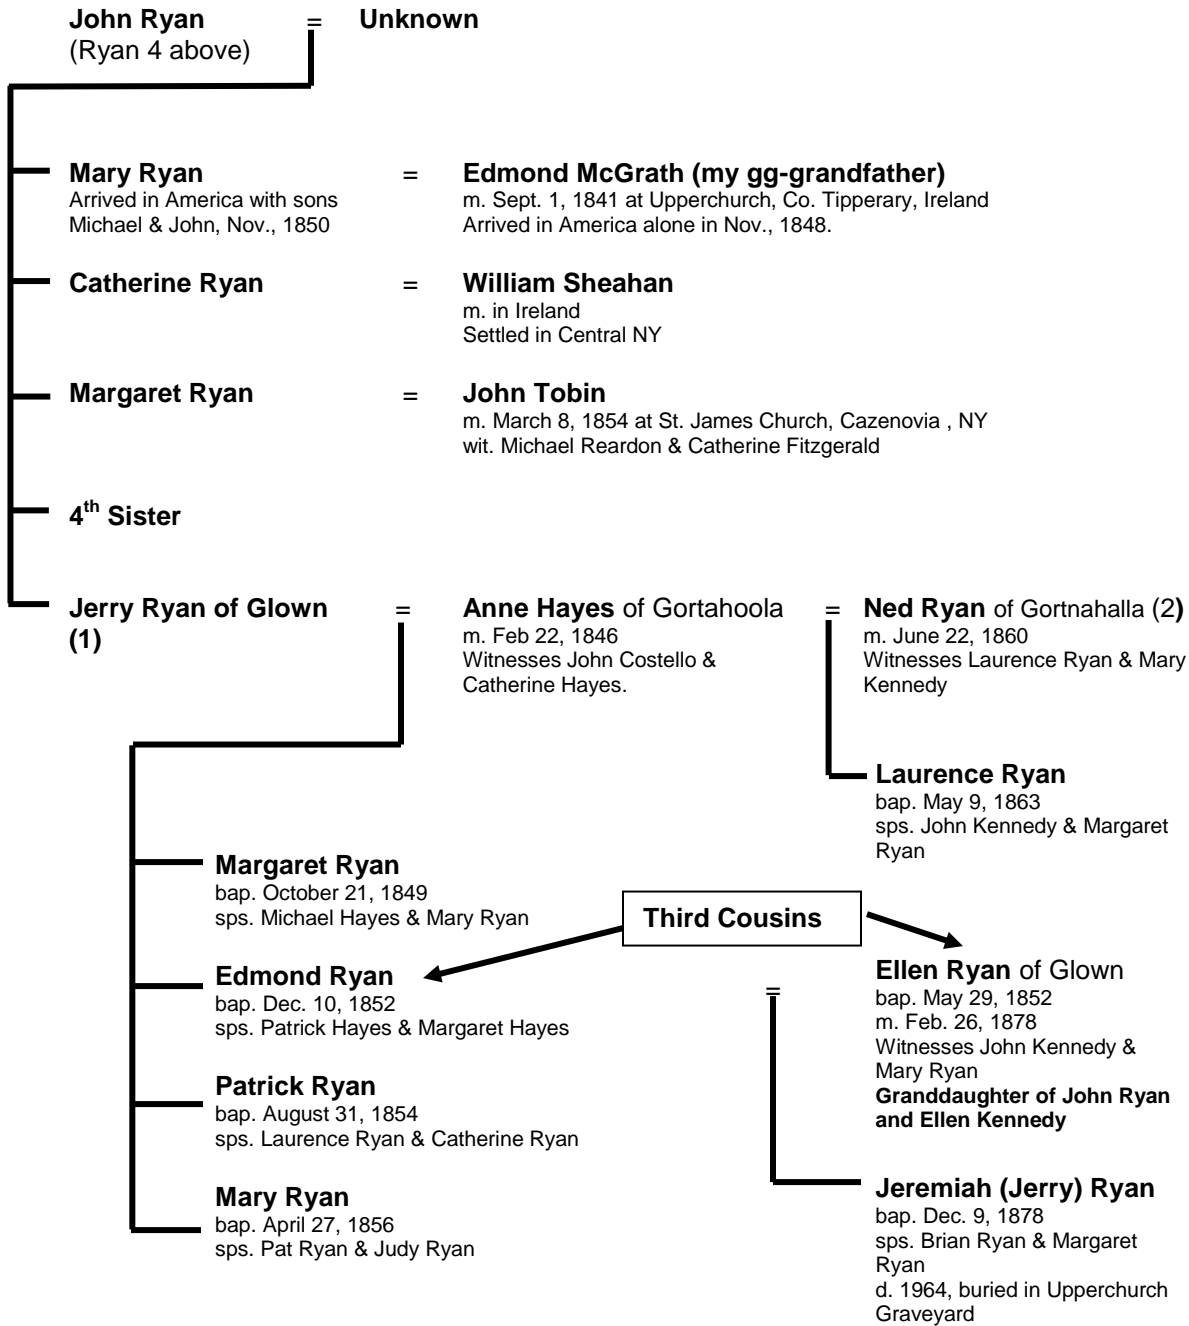 John Ryan = Unknown
(Ryan 4 above)
Mary Ryan = Edmond McGrath (my gg-grandfather)
Arrived in America with sons
Michael & John, Nov., 1850
m. Sept. 1, 1841 at Upperchurch, Co. Tipperary, Ireland
Arrived in America alone in Nov., 1848.
Catherine Ryan = William Sheahan
m. in Ireland
Settled in Central NY
Margaret Ryan = John Tobin
m. March 8, 1854 at St. James Church, Cazenovia , NY
wit. Michael Reardon & Catherine Fitzgerald
4th Sister
Jerry Ryan of Glown = Anne Hayes of Gortahoola = Ned Ryan of Gortnahalla (2)
(1)
m. Feb 22, 1846
Witnesses John Costello &
Catherine Hayes.
m. June 22, 1860
Witnesses Laurence Ryan & Mary
Kennedy
Laurence Ryan
bap. May 9, 1863
sps. John Kennedy & Margaret
Ryan
Margaret Ryan
bap. October 21, 1849
sps. Michael Hayes & Mary Ryan
Third Cousins
Edmond Ryan
bap. Dec. 10, 1852
sps. Patrick Hayes & Margaret Hayes
=
Ellen Ryan of Glown
bap. May 29, 1852
m. Feb. 26, 1878
Witnesses John Kennedy &
Mary Ryan
Granddaughter of John Ryan
and Ellen Kennedy
Patrick Ryan
bap. August 31, 1854
sps. Laurence Ryan & Catherine Ryan
Mary Ryan
bap. April 27, 1856
sps. Pat Ryan & Judy Ryan
Jeremiah (Jerry) Ryan
bap. Dec. 9, 1878
sps. Brian Ryan & Margaret
Ryan
d. 1964, buried in Upperchurch
Graveyard